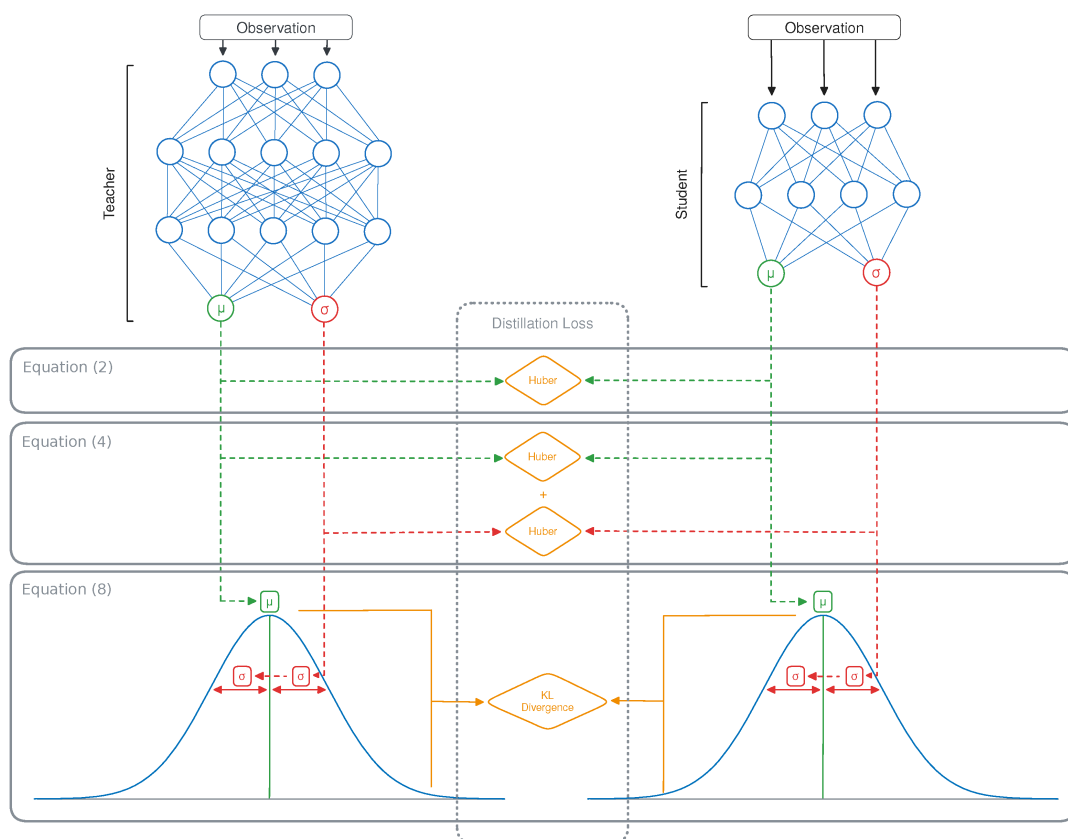 Observation
Observation
Teacher
Student
μ
σ
μ
σ
Distillation Loss
Equation (2)
Huber
Equation (4)
Huber
+
Huber
Equation (8)
μ
μ
σ
σ
σ
σ
KL
Divergence